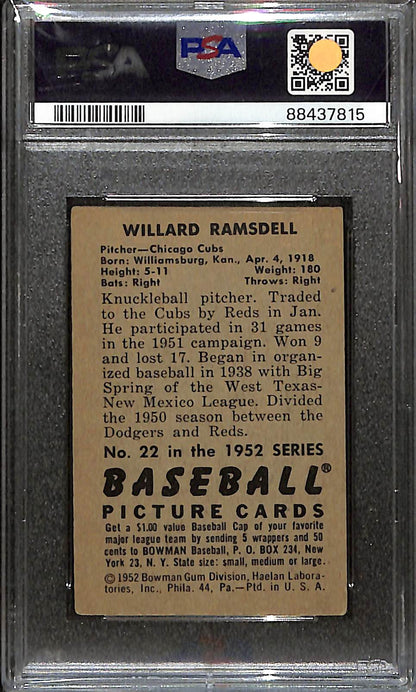 PSA
88437815
WILLARD RAMSDELL
Pitcher—Chicago Cubs
Born: Williamsburg, Kan., Apr. 4, 1918
Height: 5-11 Weight: 180
Bats: Right Throws: Right
Knuckleball pitcher. Traded
to the Cubs by Reds in Jan.
He participated in 31 games
in the 1951 campaign. Won 9
and lost 17. Began in organ-
ized baseball in 1938 with Big
Spring of the West Texas-
New Mexico League. Divided
the 1950 season between the
Dodgers and Reds.
No. 22 in the 1952 SERIES
BASEBALL®
PICTURE CARDS
Get a $1.00 value Baseball Cap of your favorite
major league team by sending 5 wrappers and 50
cents to BOWMAN Baseball, P. O. BOX 234, New
York 23, N. Y. State size: small, medium or large.
©1952 Bowman Gum Division, Haelan Labora-
tories, Inc., Phila. 44, Pa.—Ptd. in U. S. A.